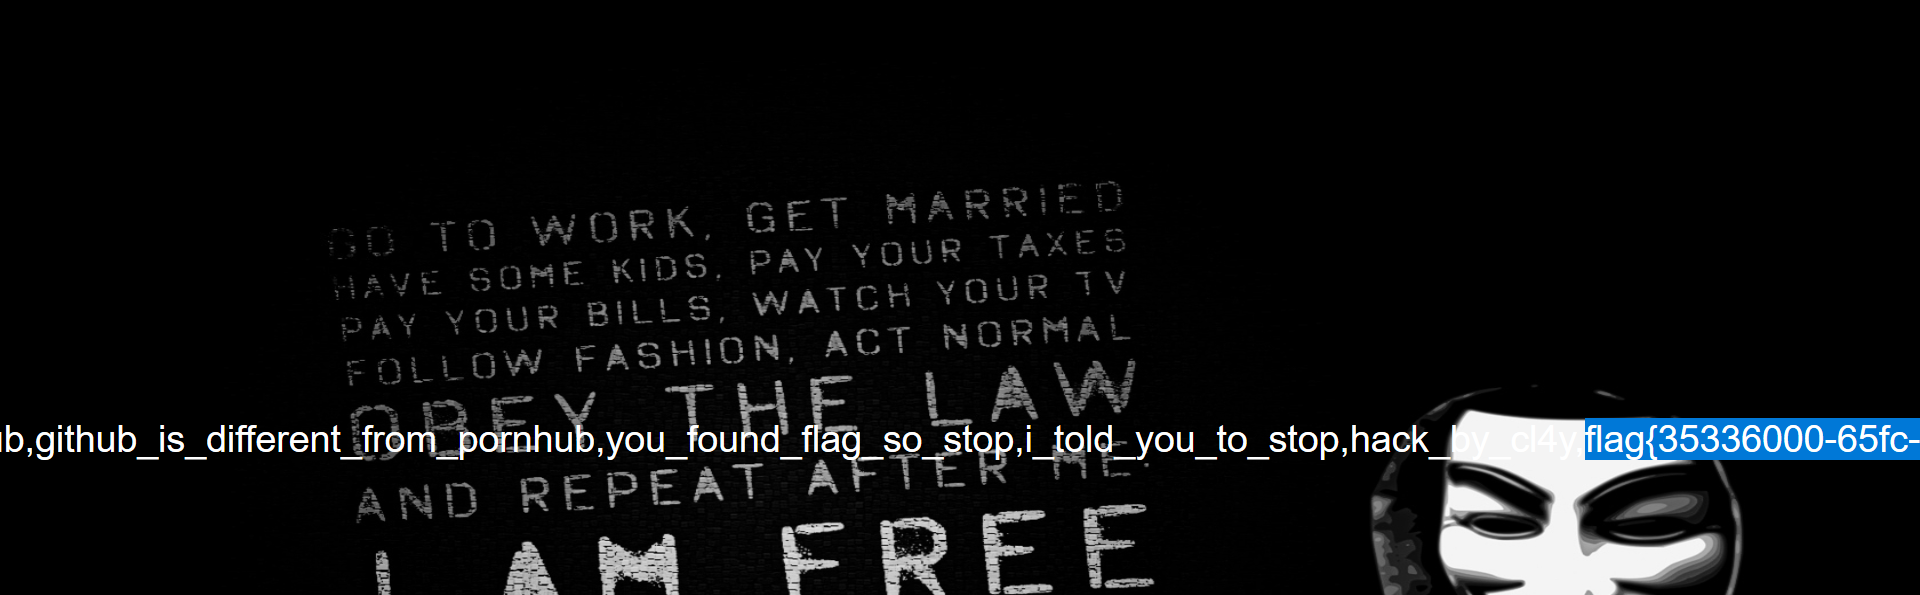 GO TO WORK, GET MARRIED
HAVE SOME KIDS, PAY YOUR TAXES
PAY YOUR BILLS, WATCH YOUR TV
FOLLOW FASHION, ACT NORMAL
OBEY THE LAW
ub,github_is_different_from_pornhub,you_found_flag_so_stop,i_told_you_to_stop,hack_by_cl4y,flag{35336000-65fc-
AND REPEAT AFTER ME:
I AM FREE